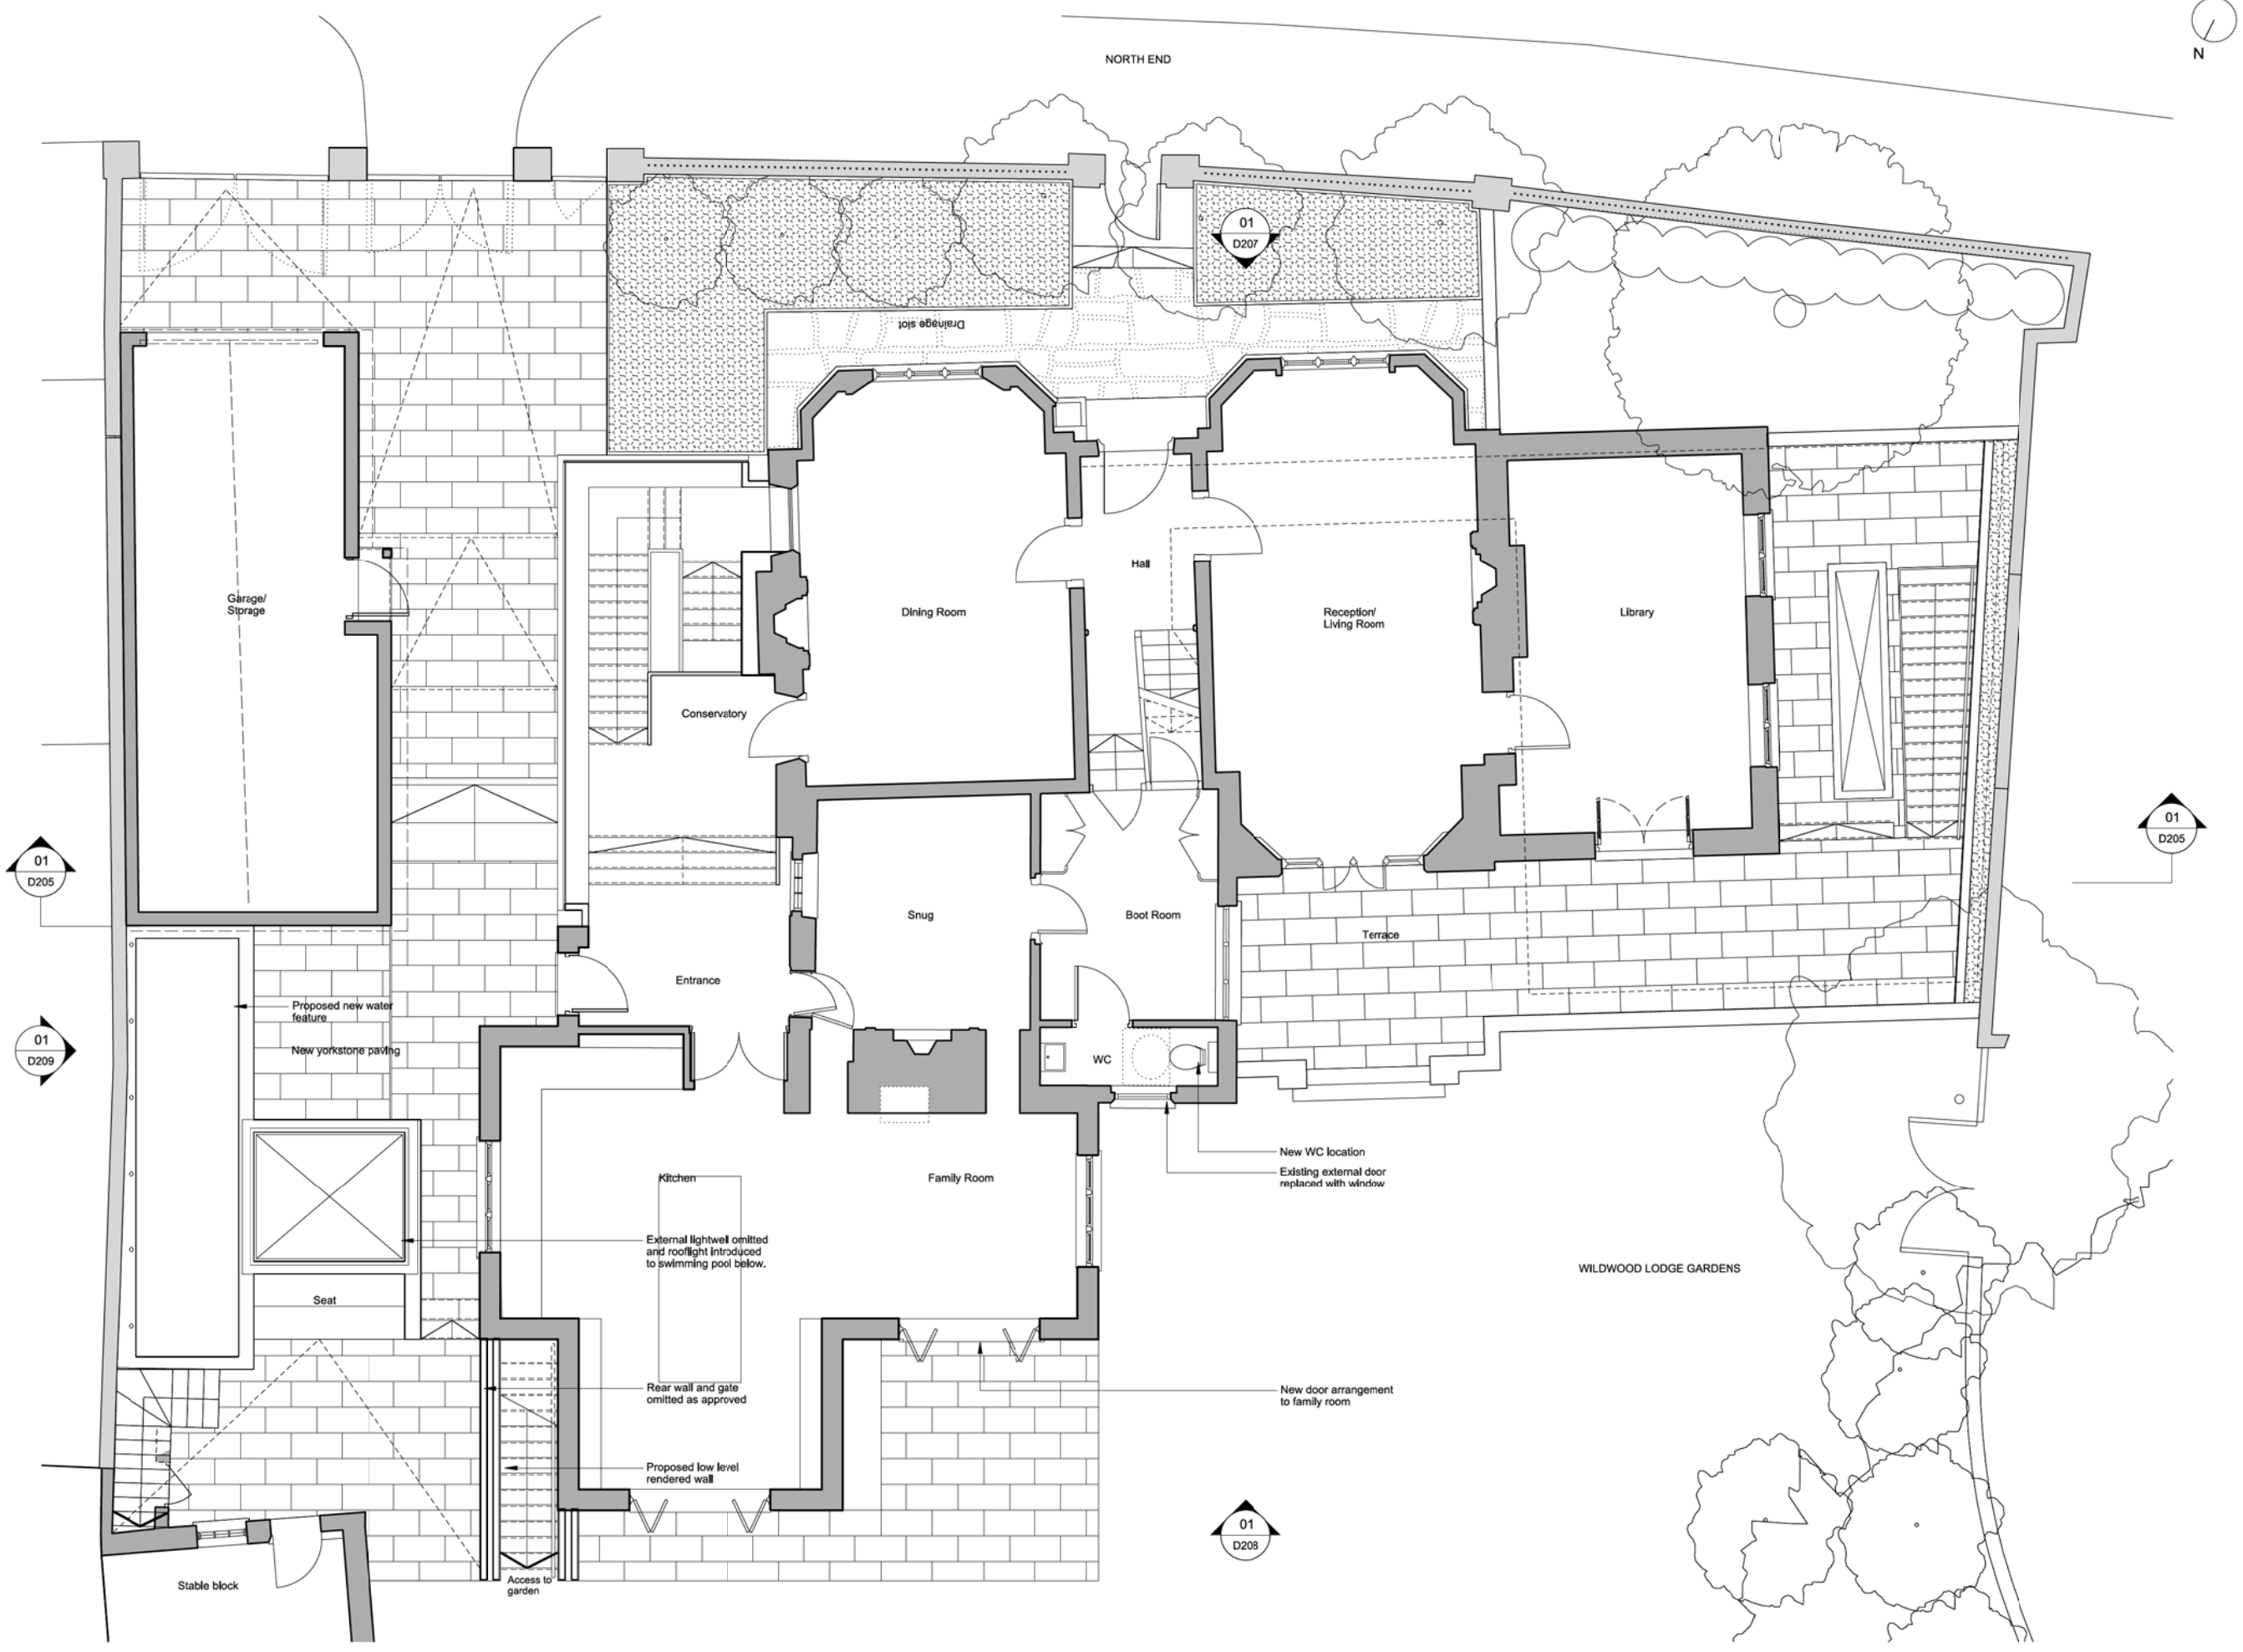 NORTH END
N
01
D207
Drainage slot
Garage/
Storage
Dining Room
Hall
Reception/
Living Room
Library
Conservatory
01
D205
01
D205
Snug
Boot Room
Terrace
Entrance
Proposed new water
feature
New yorkstone paving
01
D209
WC
New WC location
Existing external door
replaced with window
Kitchen
Family Room
External lightwell omitted
and rooflight introduced
to swimming pool below.
WILDWOOD LODGE GARDENS
Seat
Rear wall and gate
omitted as approved
New door arrangement
to family room
Proposed low level
rendered wall
01
D208
Stable block
Access to
garden